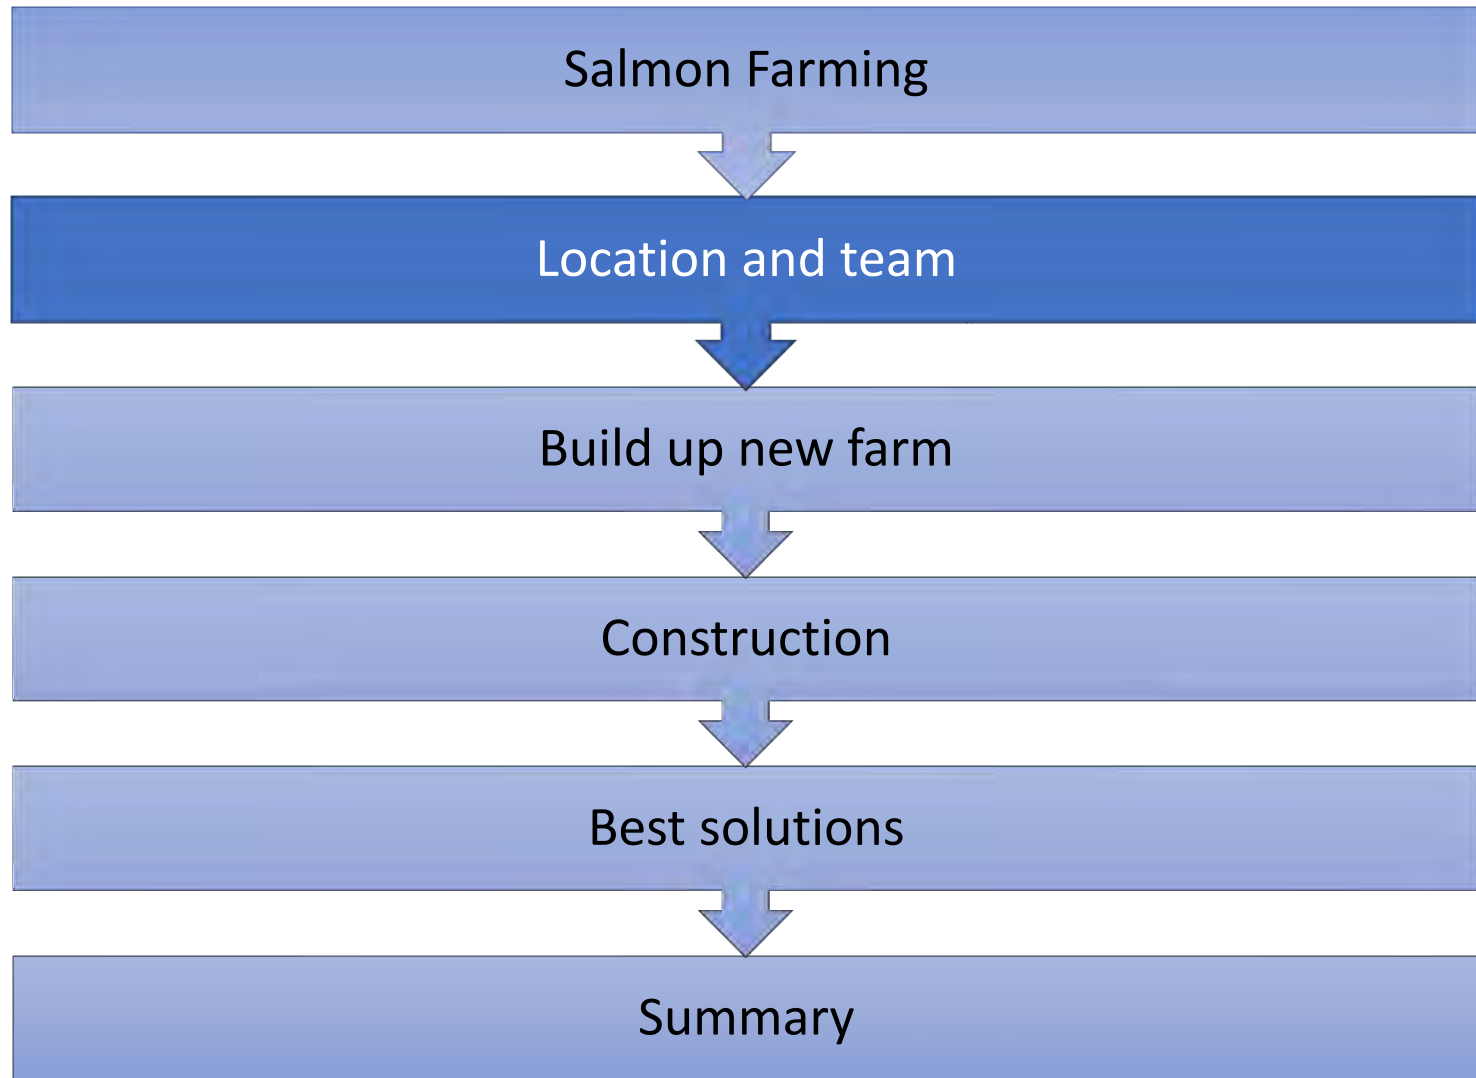 Salmon Farming
Location and team
Build up new farm
Construction
Best solutions
Summary